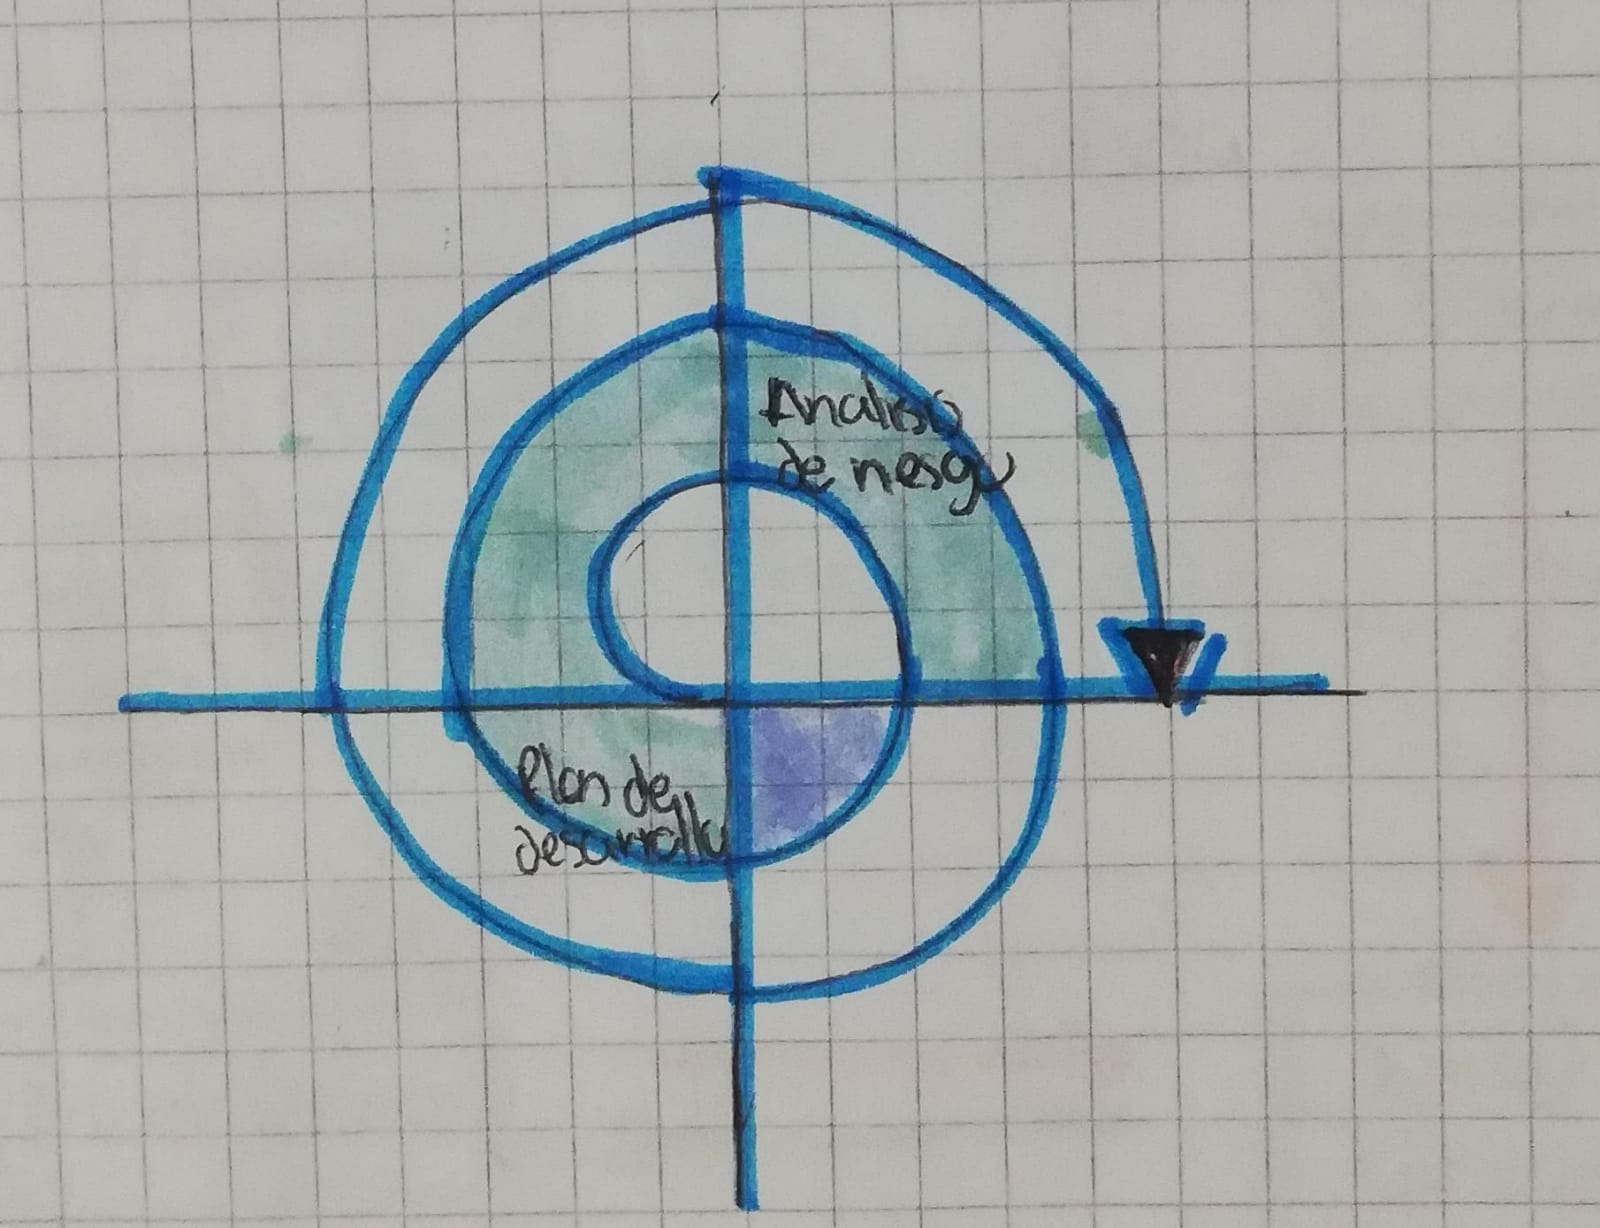 Analisis
de riesgo
Plan de
desarrollo